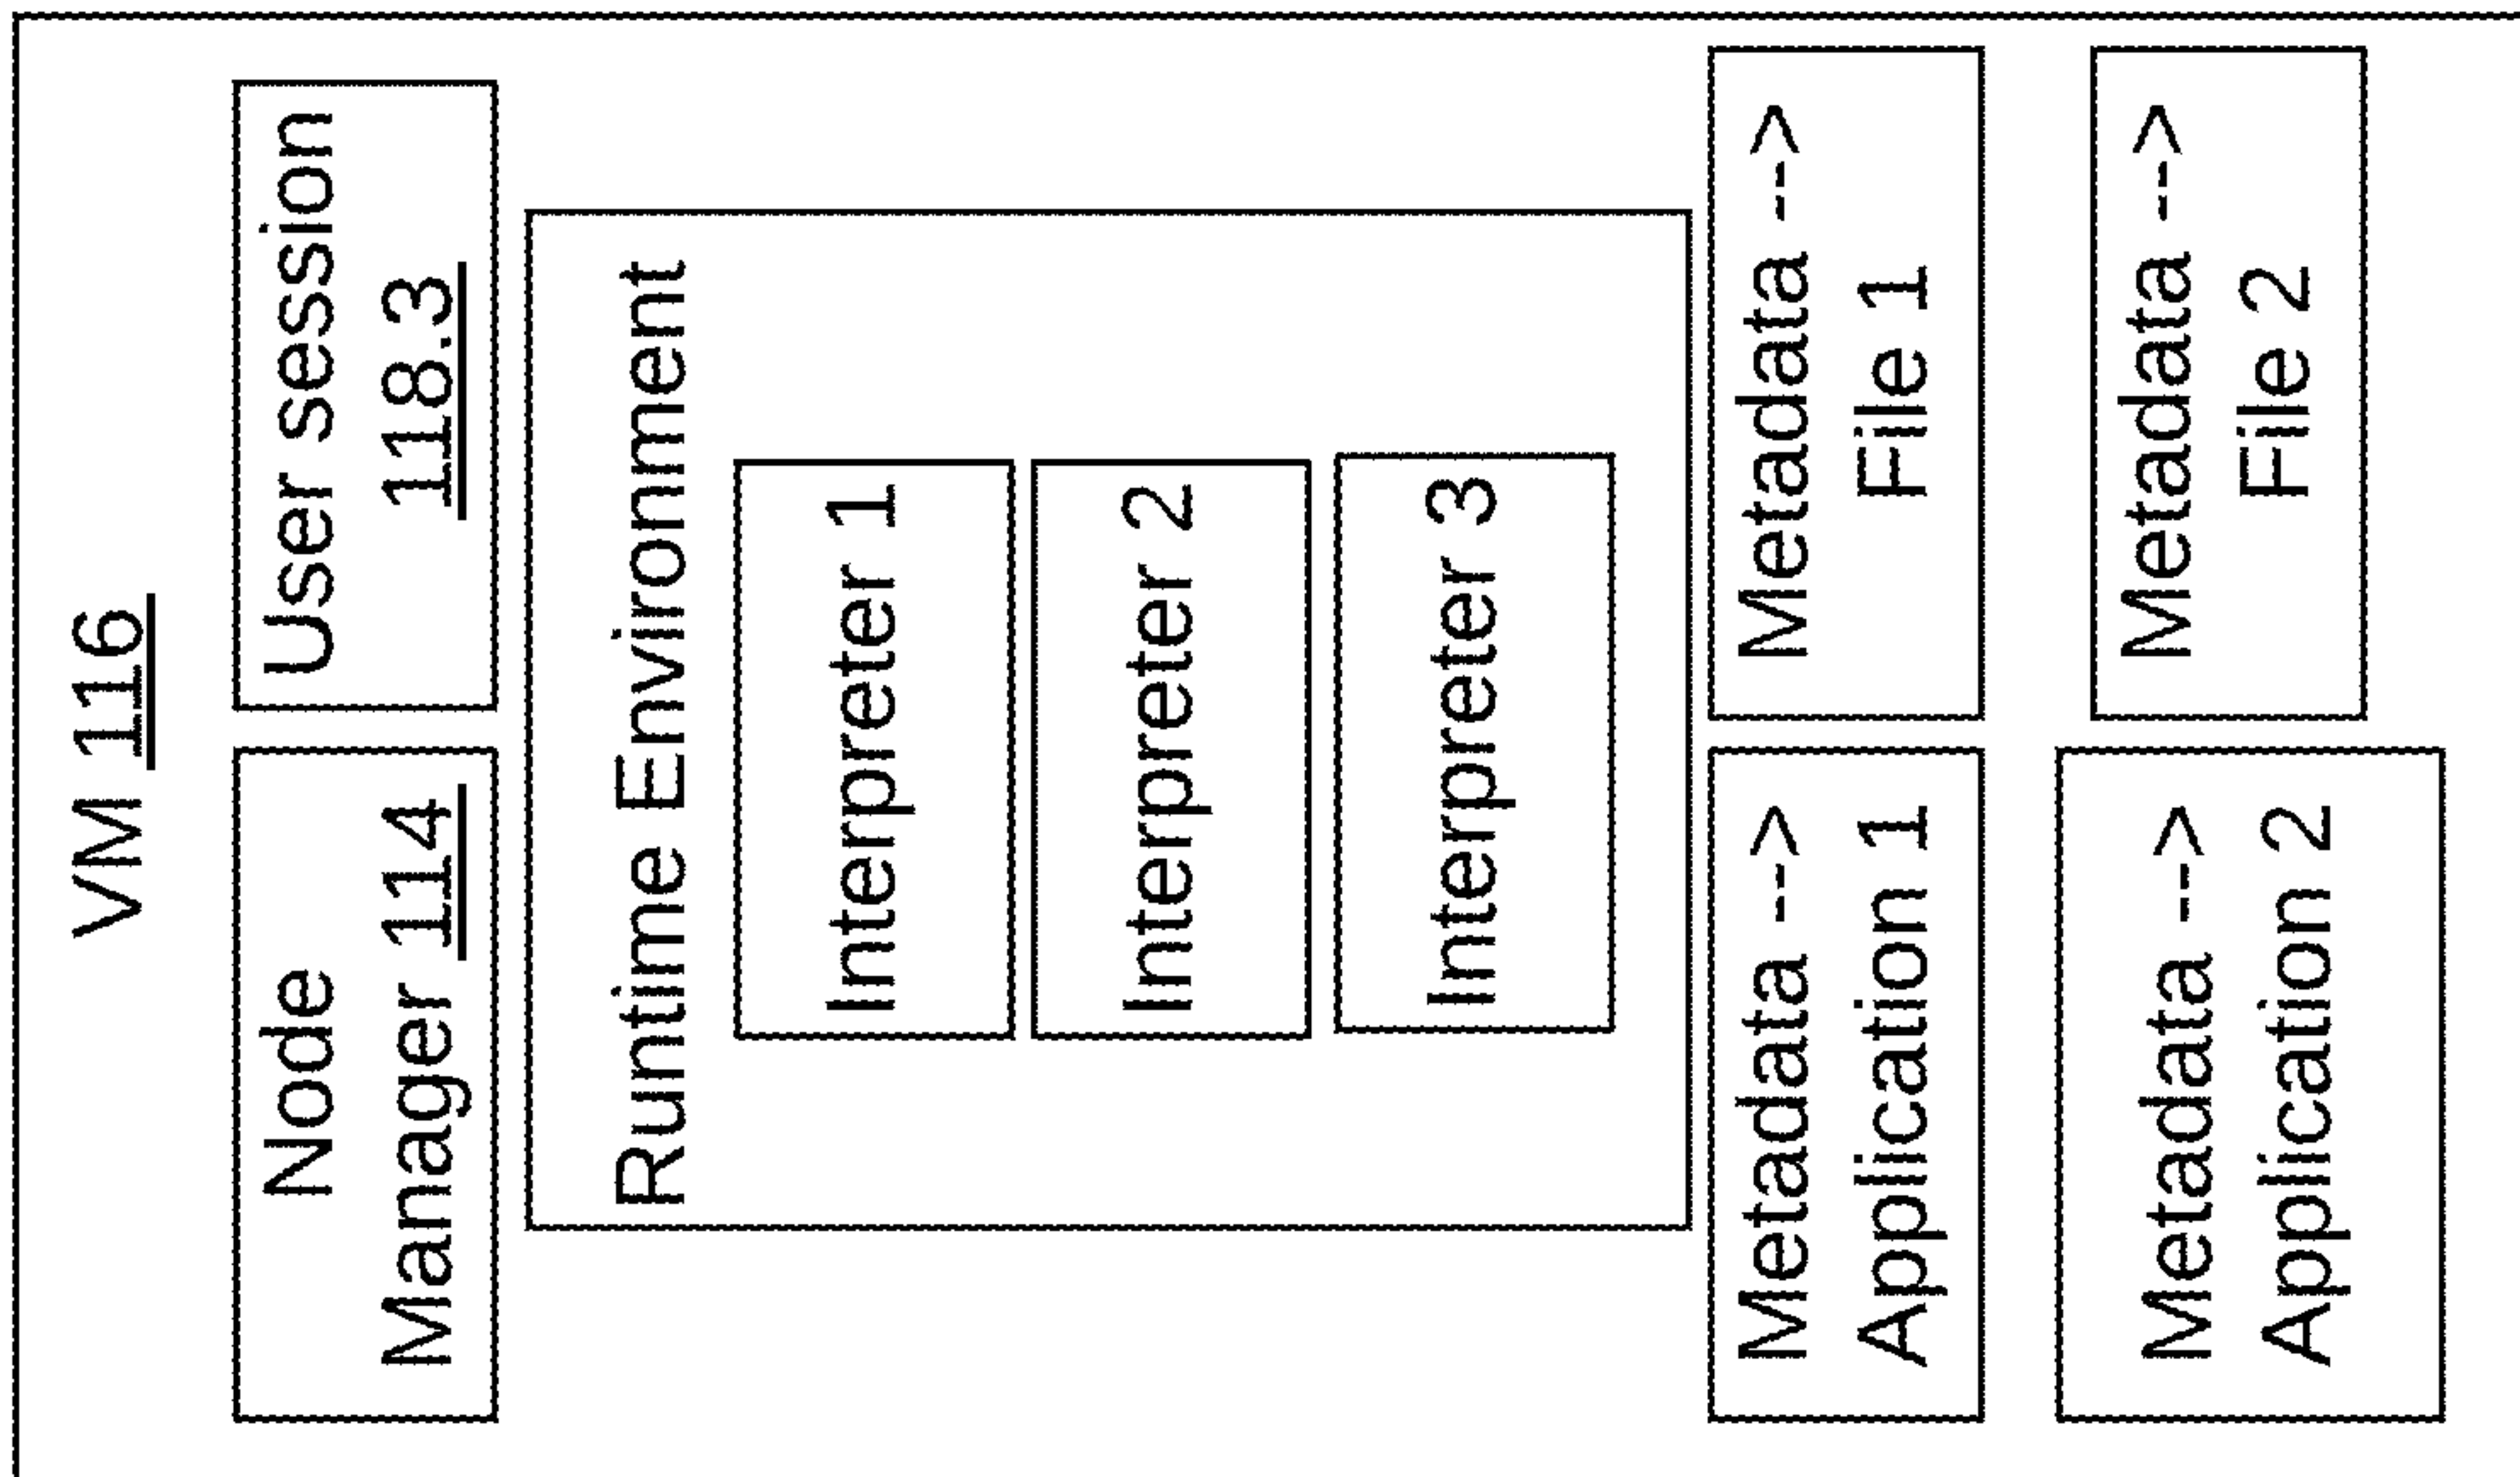 VM 116
Node
Manager 114
User session
118.3
Runtime Environment
Interpreter 1
Interpreter 2
Interpreter 3
Metadata -->
Application 1
Metadata -->
File 1
Metadata -->
Application 2
Metadata -->
File 2